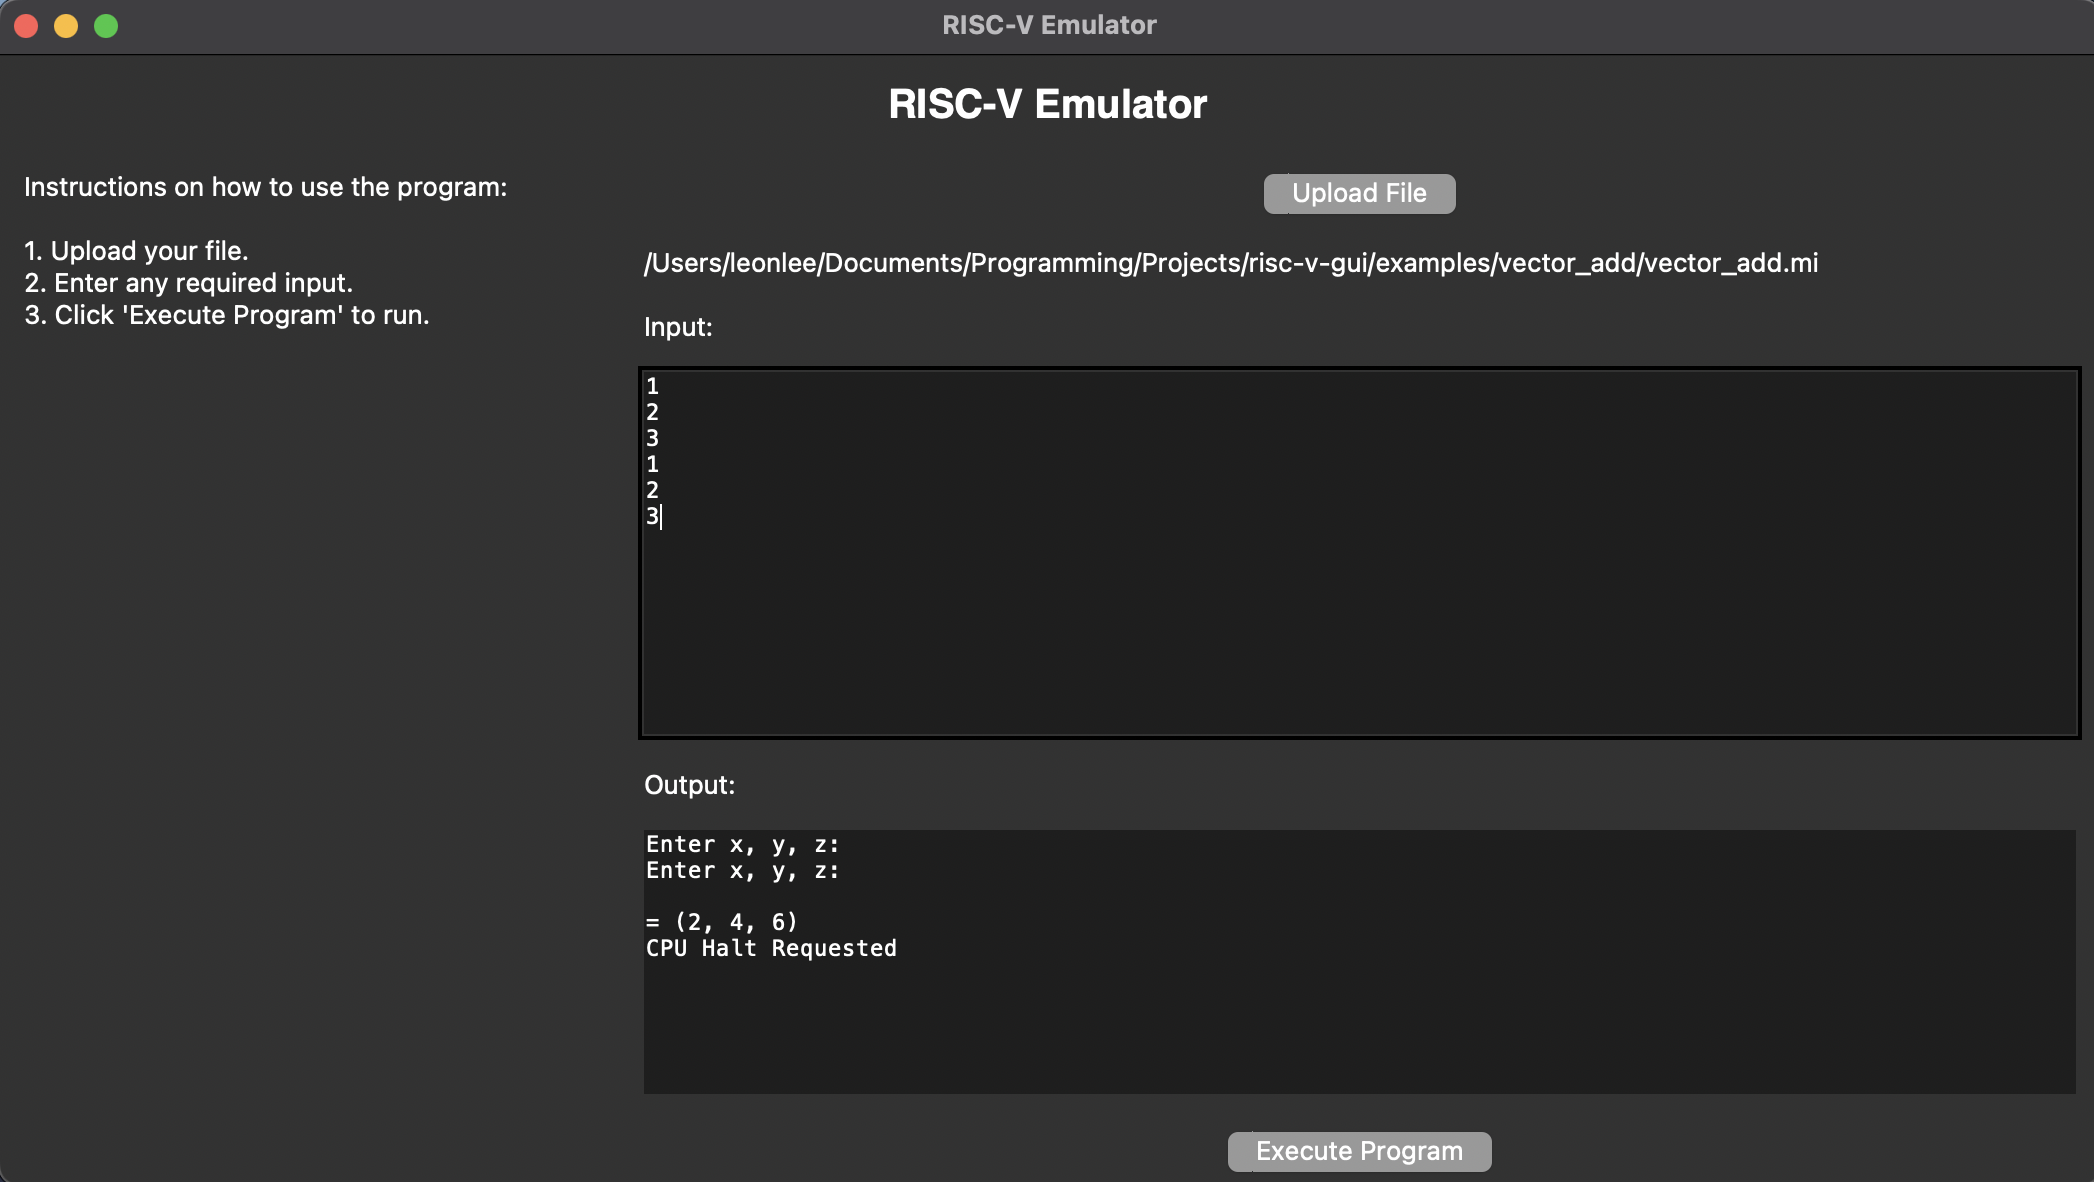 RISC-V Emulator
RISC-V Emulator
Instructions on how to use the program:
1. Upload your file.
2. Enter any required input.
3. Click 'Execute Program' to run.
Upload File
/Users/leonlee/Documents/Programming/Projects/risc-v-gui/examples/vector_add/vector_add.mi
Input:
1
2
3
1
2
3
Output:
Enter x, y, z:
Enter x, y, z:
= (2, 4, 6)
CPU Halt Requested
Execute Program